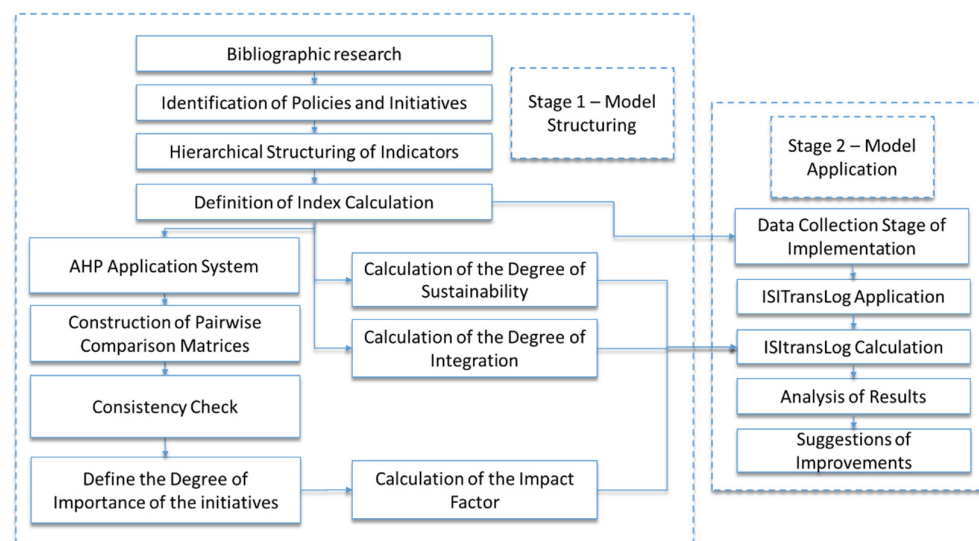 Bibliographic research
Identification of Policies and Initiatives
Hierarchical Structuring of Indicators
Definition of Index Calculation
Stage 1 – Model
Structuring
AHP Application System
Construction of Pairwise
Comparison Matrices
Consistency Check
Define the Degree of
Importance of the initiatives
Calculation of the Degree of
Sustainability
Calculation of the Degree of
Integration
Calculation of the Impact
Factor
Stage 2 – Model
Application
Data Collection Stage of
Implementation
ISITransLog Application
ISItransLog Calculation
Analysis of Results
Suggestions of
Improvements